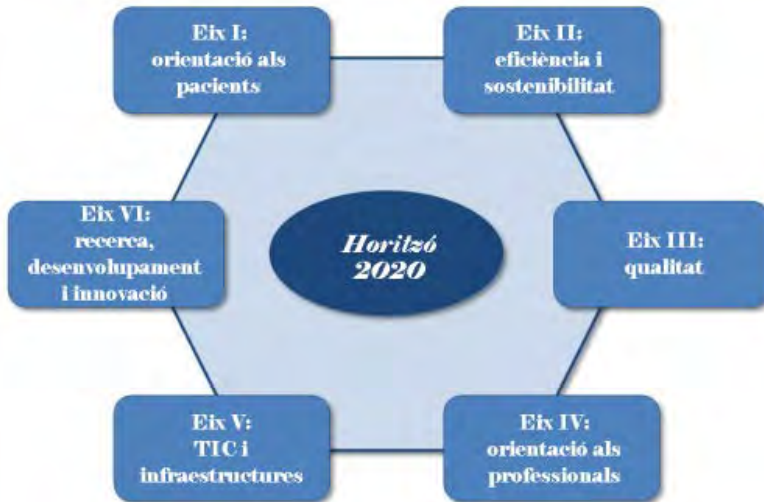 Eix I:
orientació als
pacients
Eix II:
eficiència i
sostenibilitat
Eix VI:
recerca,
desenvolupament
i innovació
Horitzó
2020
Eix III:
qualitat
Eix V:
TIC i
infraestructures
Eix IV:
orientació als
professionals